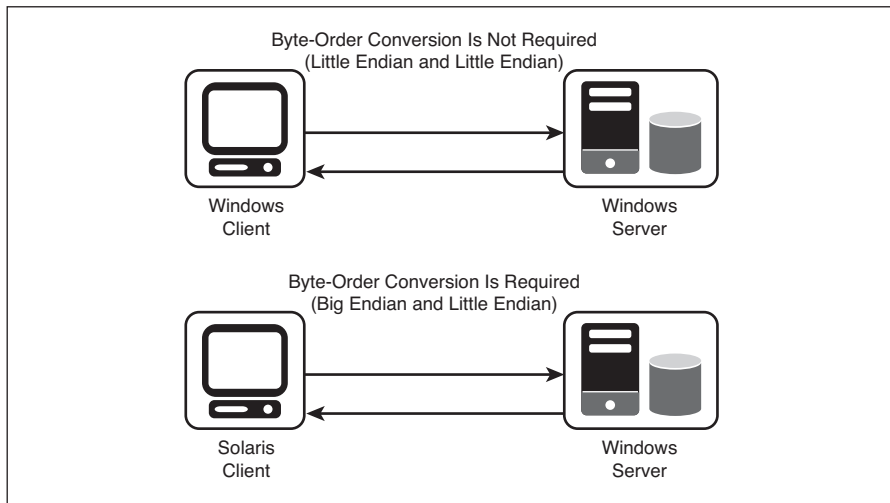 Byte-Order Conversion Is Not Required
(Little Endian and Little Endian)
Windows
Client
Windows
Server
Byte-Order Conversion Is Required
(Big Endian and Little Endian)
Solaris
Client
Windows
Server